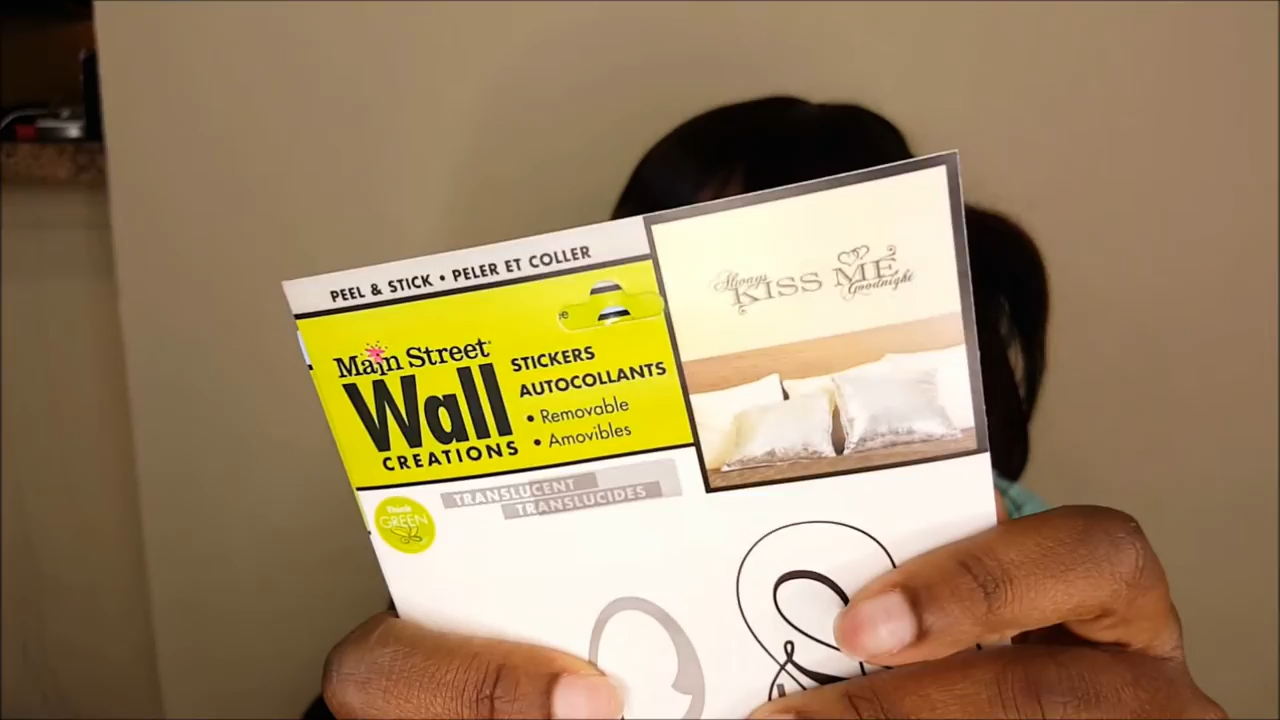 PEEL & STICK • PELER ET COLLER
Main Street®
Wall
CREATIONS
STICKERS
AUTOCOLLANTS
• Removable
• Amovibles
TRANSLUCENT
TRANSLUCIDES
GREEN
Always
KISS ME
Goodnight